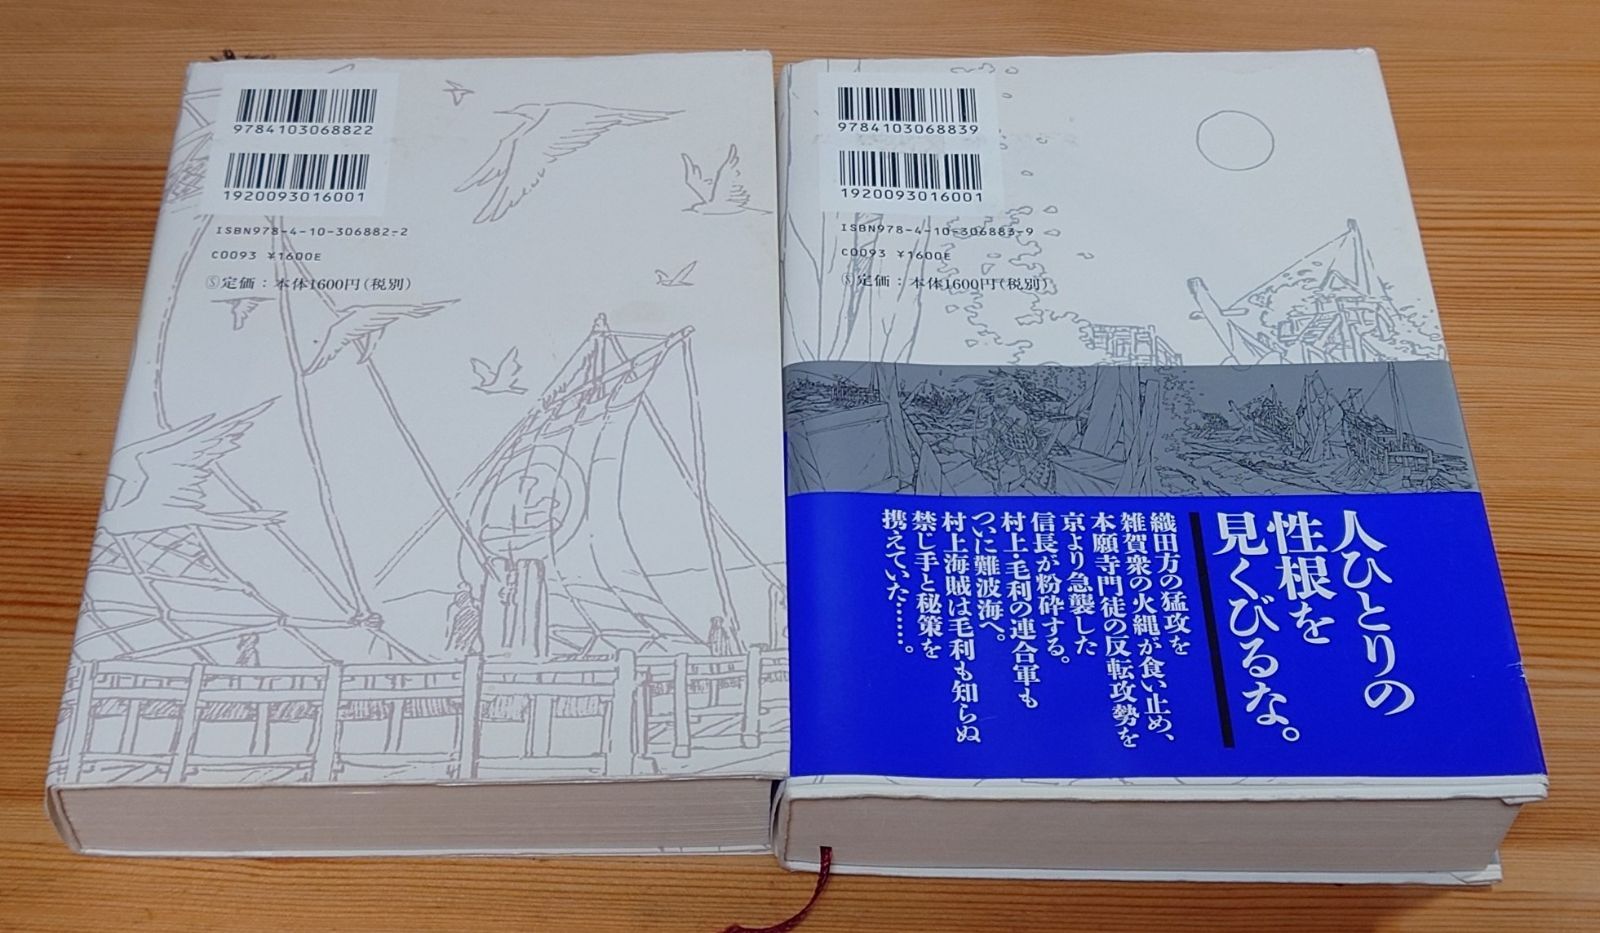 9784103068822
1920093016001
ISBN978-4-10-306882-2
C0093 ¥1600E
Ⓢ定価：本体1600円(税別)
上
9784103068839
1920093016001
ISBN978-4-10-306883-9
C0093 ¥1600E
Ⓢ定価：本体1600円(税別)
人ひとりの
性根を
見くびるな。
織田方の猛攻を
雑賀衆の火縄が食い止め、
本願寺門徒の反転攻勢を
京より急襲した
信長が粉砕する。
村上・毛利の連合軍も
ついに難波海へ。
村上海賊は毛利も知らぬ
禁じ手と秘策を
携えていた……。